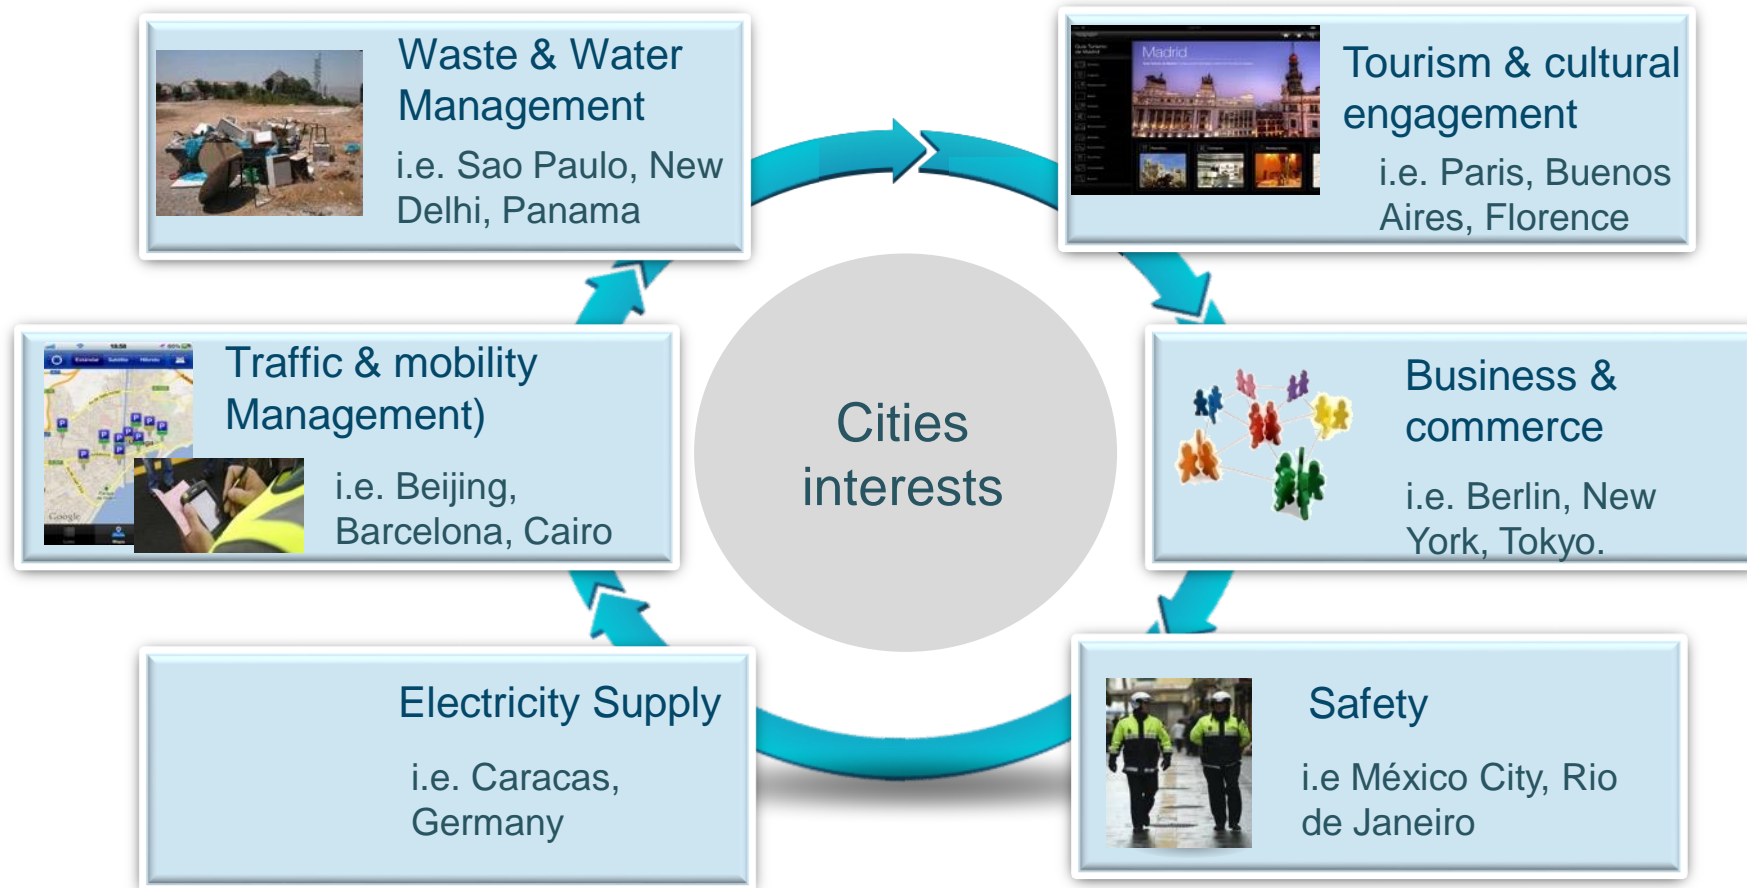 Waste & Water
Management
i.e. Sao Paulo, New
Delhi, Panama
Madrid
Tourism & cultural
engagement
i.e. Paris, Buenos
Aires, Florence
Traffic & mobility
Management)
i.e. Beijing,
Barcelona, Cairo
Google
Cities
interests
Business &
commerce
i.e. Berlin, New
York, Tokyo.
Electricity Supply
i.e. Caracas,
Germany
Safety
i.e México City, Rio
de Janeiro